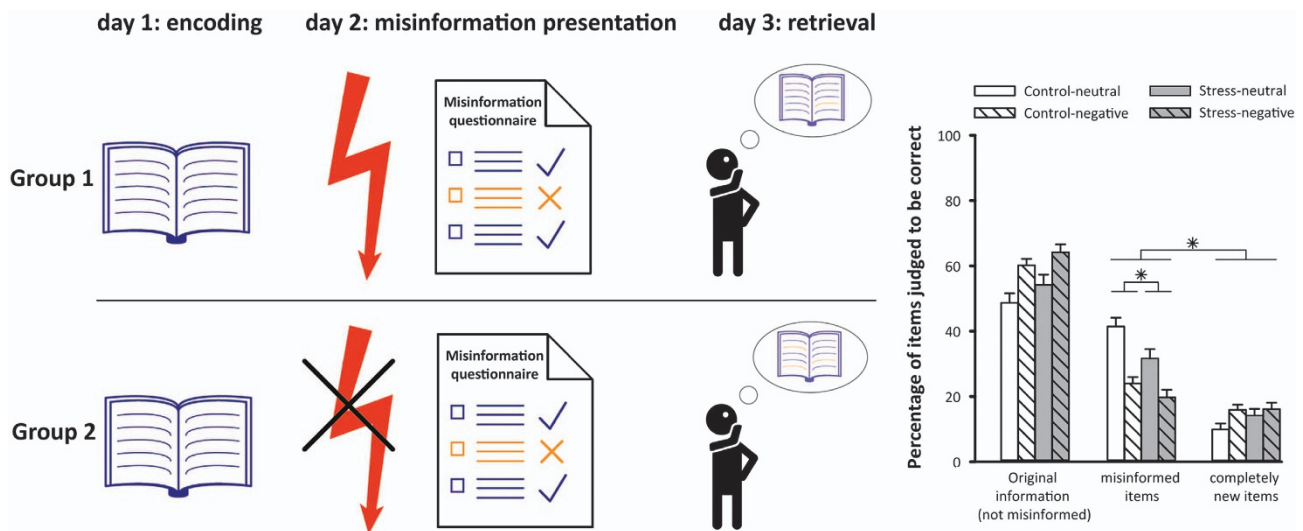 day 1: encoding
day 2: misinformation presentation
day 3: retrieval
Group 1
Misinformation
questionnaire
Group 2
Misinformation
questionnaire
Control-neutral
Stress-neutral
Control-negative
Stress-negative
Percentage of items judged to be correct
100
80
60
40
20
0
*
*
Original
information
(not misinformed)
misinformed
items
completely
new items